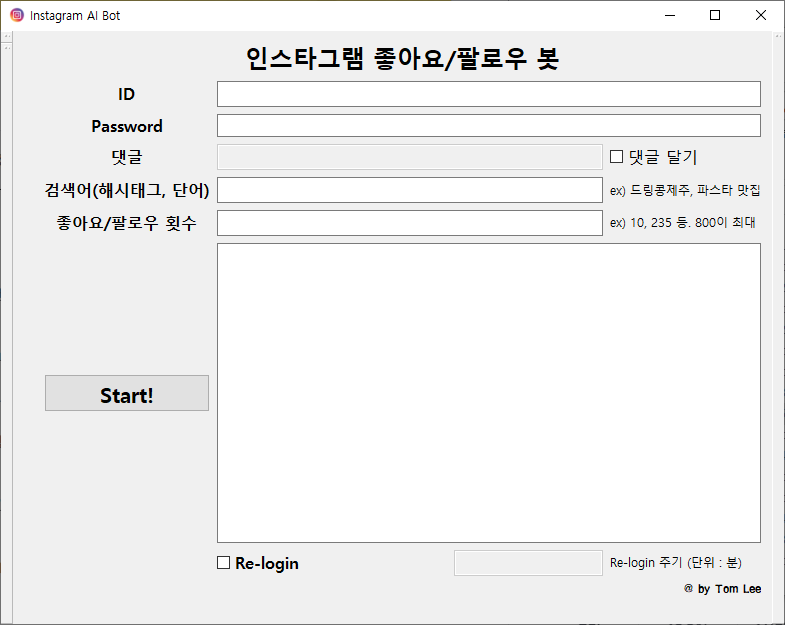 Instagram AI Bot
인스타그램 좋아요/팔로우 봇
ID
Password
댓글 댓글 달기
검색어(해시태그, 단어) ex) 드링콩제주, 파스타 맛집
좋아요/팔로우 횟수 ex) 10, 235 등. 800이 최대
Start!
Re-login Re-login 주기 (단위 : 분)
@ by Tom Lee